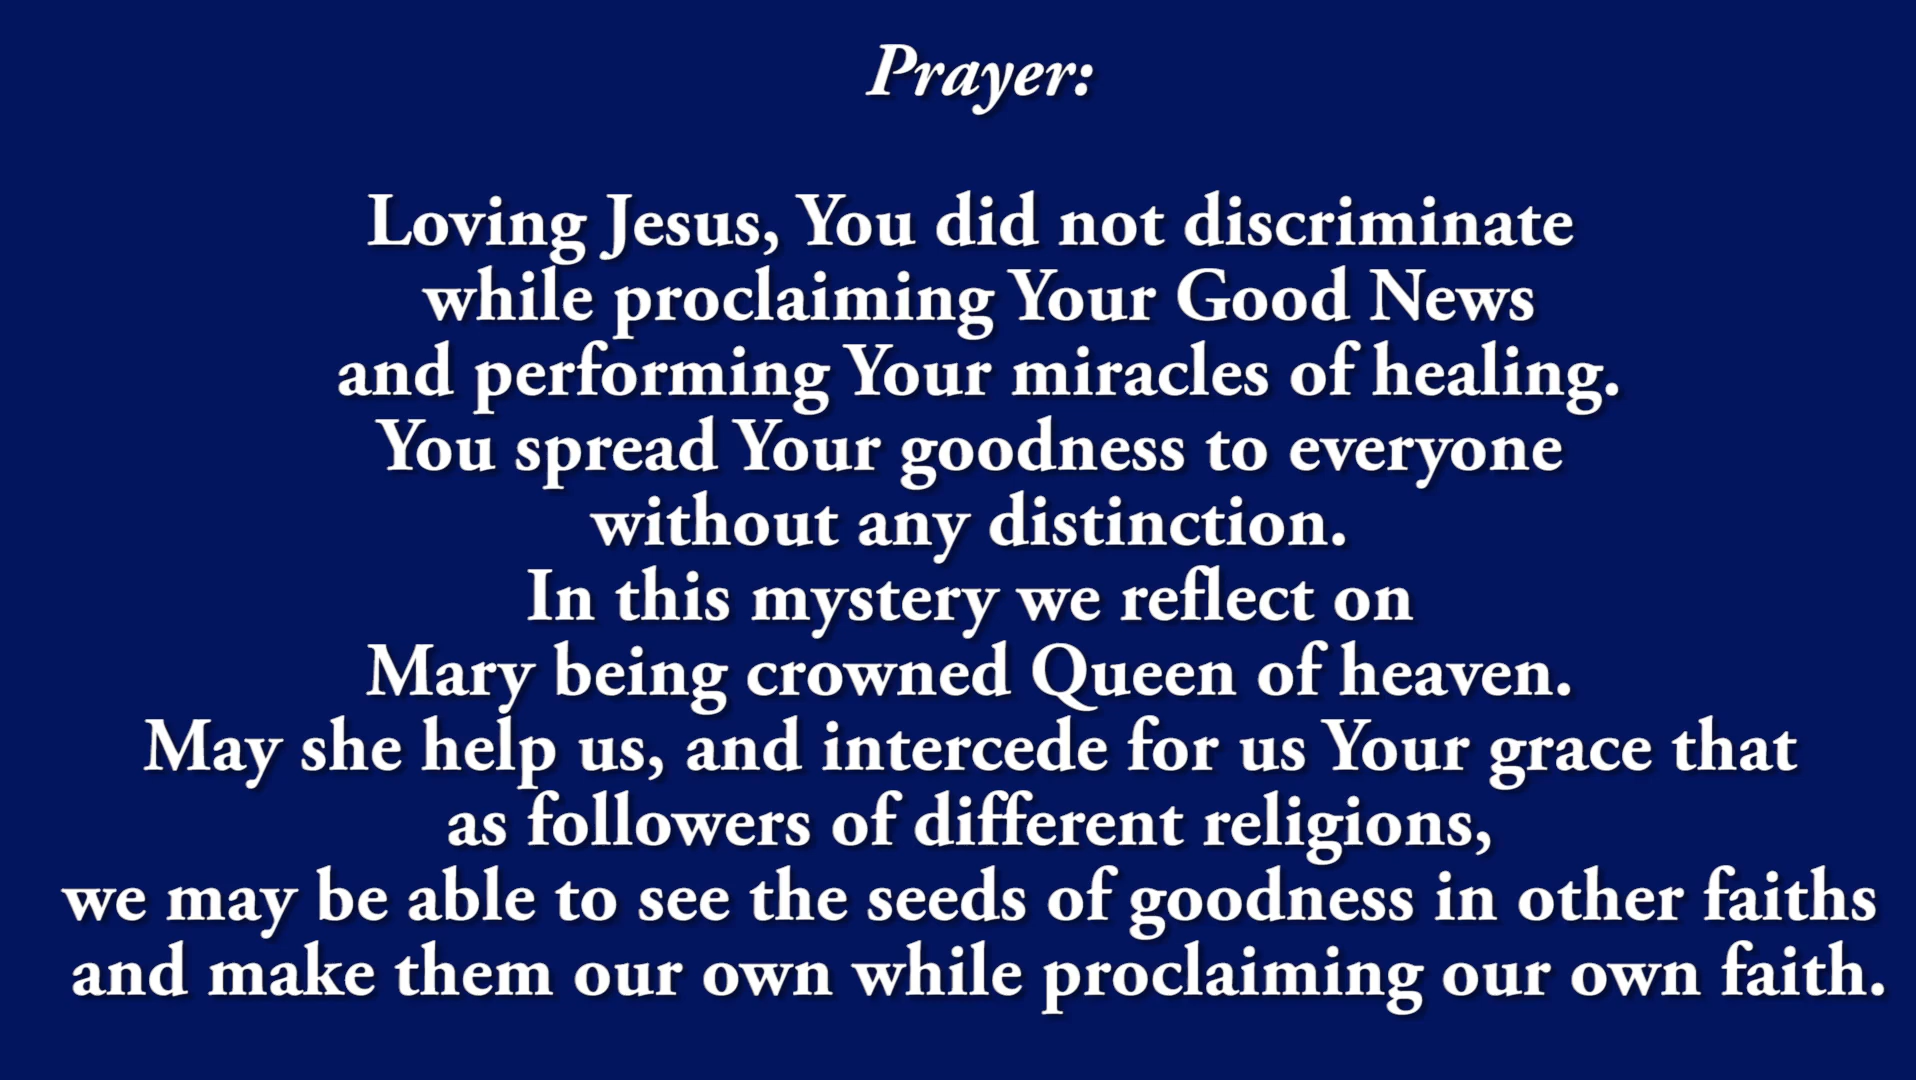 Prayer:
Loving Jesus, You did not discriminate
while proclaiming Your Good News
and performing Your miracles of healing.
You spread Your goodness to everyone
without any distinction.
In this mystery we reflect on
Mary being crowned Queen of heaven.
May she help us, and intercede for us Your grace that
as followers of different religions,
we may be able to see the seeds of goodness in other faiths
and make them our own while proclaiming our own faith.